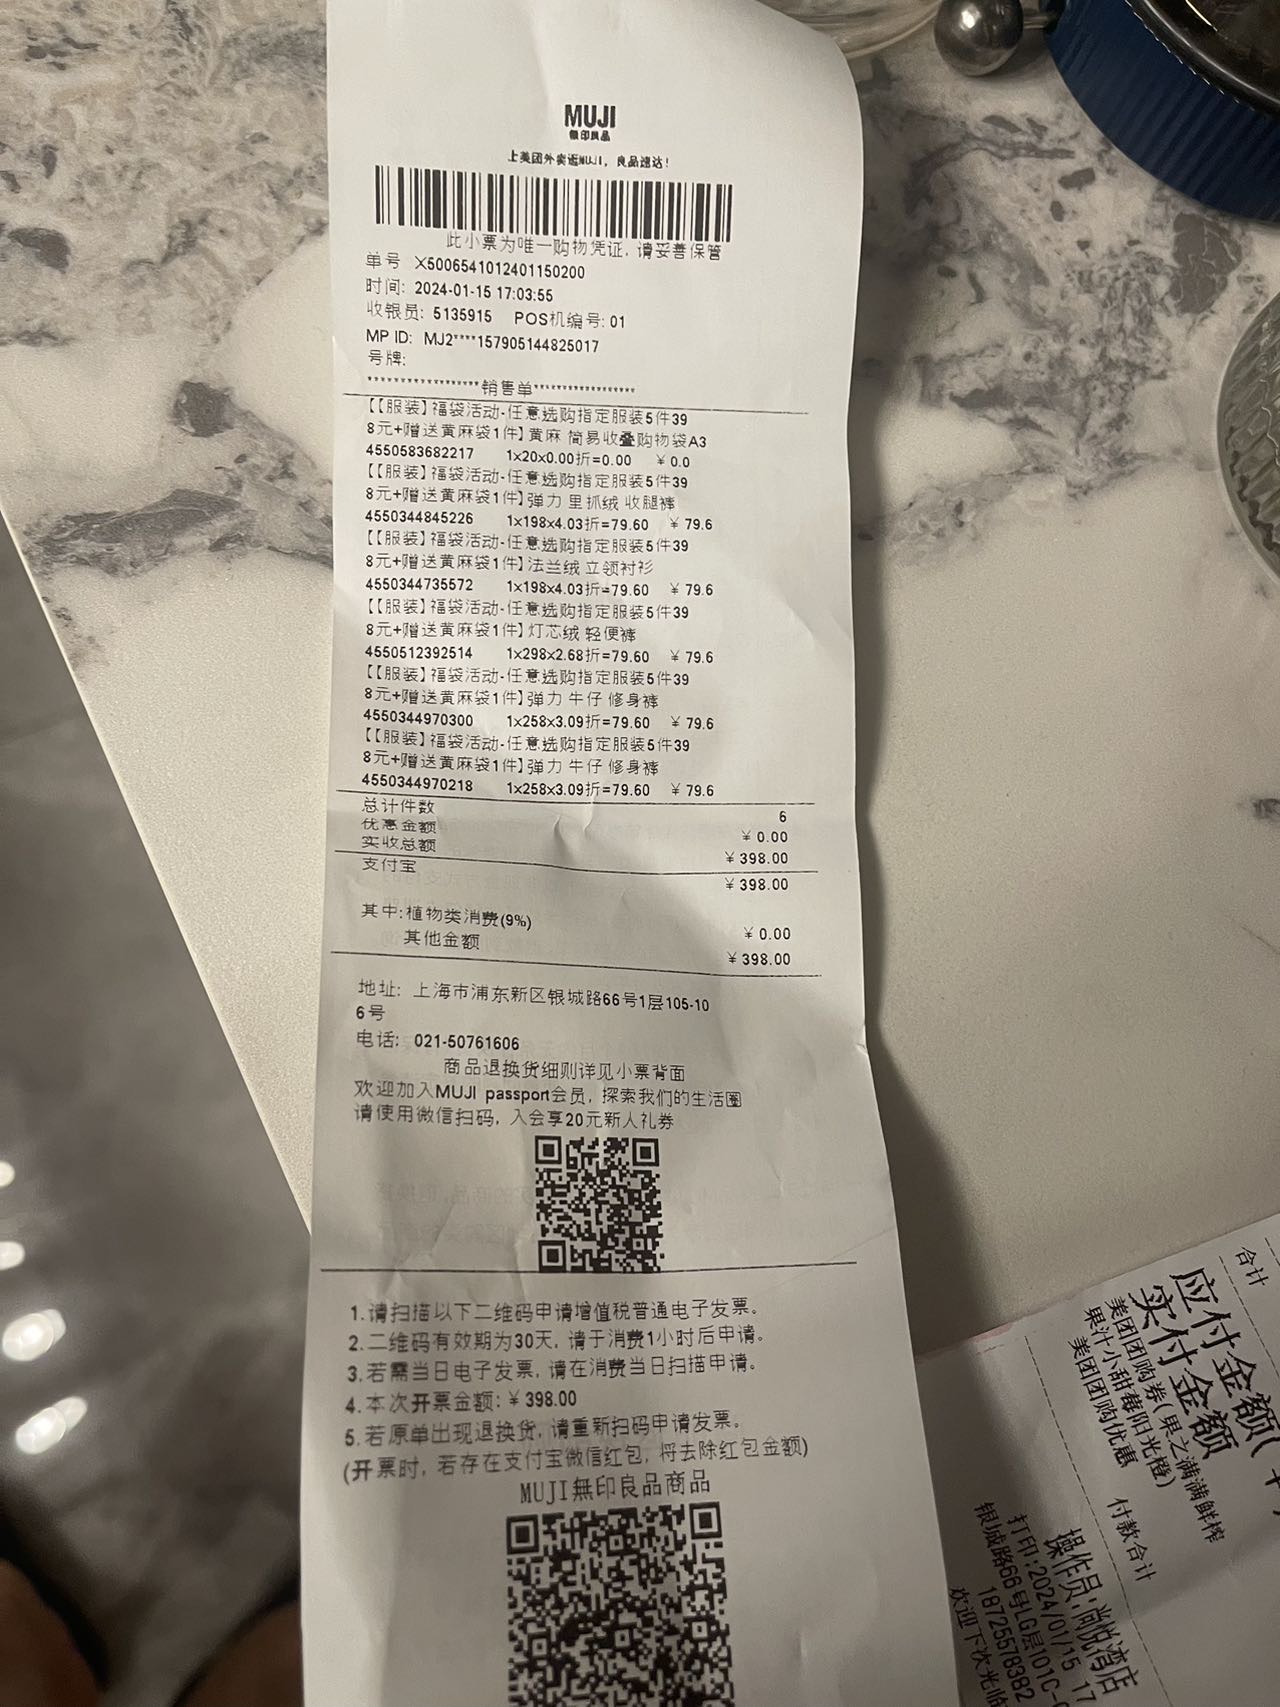 MUJI
無印良品
上美团外卖逛MUJI，良品速达！
此小票为唯一购物凭证，请妥善保管
单号 X5006541012401150200
时间: 2024-01-15 17:03:55
收银员: 5135915 POS机编号: 01
MP ID: MJ2****157905144825017
号牌:
******************销售单******************
【【服装】福袋活动-任意选购指定服装5件39
8元+赠送黄麻袋1件】黄麻 简易收叠购物袋A3
4550583682217 1x20x0.00折=0.00 ￥0.0
【【服装】福袋活动-任意选购指定服装5件39
8元+赠送黄麻袋1件】弹力 里抓绒 收腿裤
4550344845226 1x198x4.03折=79.60 ￥79.6
【【服装】福袋活动-任意选购指定服装5件39
8元+赠送黄麻袋1件】法兰绒 立领衬衫
4550344735572 1x198x4.03折=79.60 ￥79.6
【【服装】福袋活动-任意选购指定服装5件39
8元+赠送黄麻袋1件】灯芯绒 轻便裤
4550512392514 1x298x2.68折=79.60 ￥79.6
【【服装】福袋活动-任意选购指定服装5件39
8元+赠送黄麻袋1件】弹力 牛仔 修身裤
4550344970300 1x258x3.09折=79.60 ￥79.6
【【服装】福袋活动-任意选购指定服装5件39
8元+赠送黄麻袋1件】弹力 牛仔 修身裤
4550344970218 1x258x3.09折=79.60 ￥79.6
总计件数 6
优惠金额 ￥0.00
实收总额 ￥398.00
支付宝 ￥398.00
其中:植物类消费(9%) ￥0.00
其他金额 ￥398.00
地址: 上海市浦东新区银城路66号1层105-10
6号
电话: 021-50761606
商品退换货细则详见小票背面
欢迎加入MUJI passport会员，探索我们的生活圈
请使用微信扫码，入会享20元新人礼券
1.请扫描以下二维码申请增值税普通电子发票。
2.二维码有效期为30天，请于消费1小时后申请。
3.若需当日电子发票，请在消费当日扫描申请。
4.本次开票金额:￥398.00
5.若原单出现退换货，请重新扫码申请发票。
(开票时，若存在支付宝微信红包，将去除红包金额)
MUJI無印良品商品
合计
应付金额(
实付金额
美团团购券(果之满满鲜榨
果汁小甜莓阳光橙)
美团团购优惠
付款合计
操作员:尚悦湾店
打印:2024/01/15 17
银城路66号LG层101C-
18725578382
欢迎下次光临